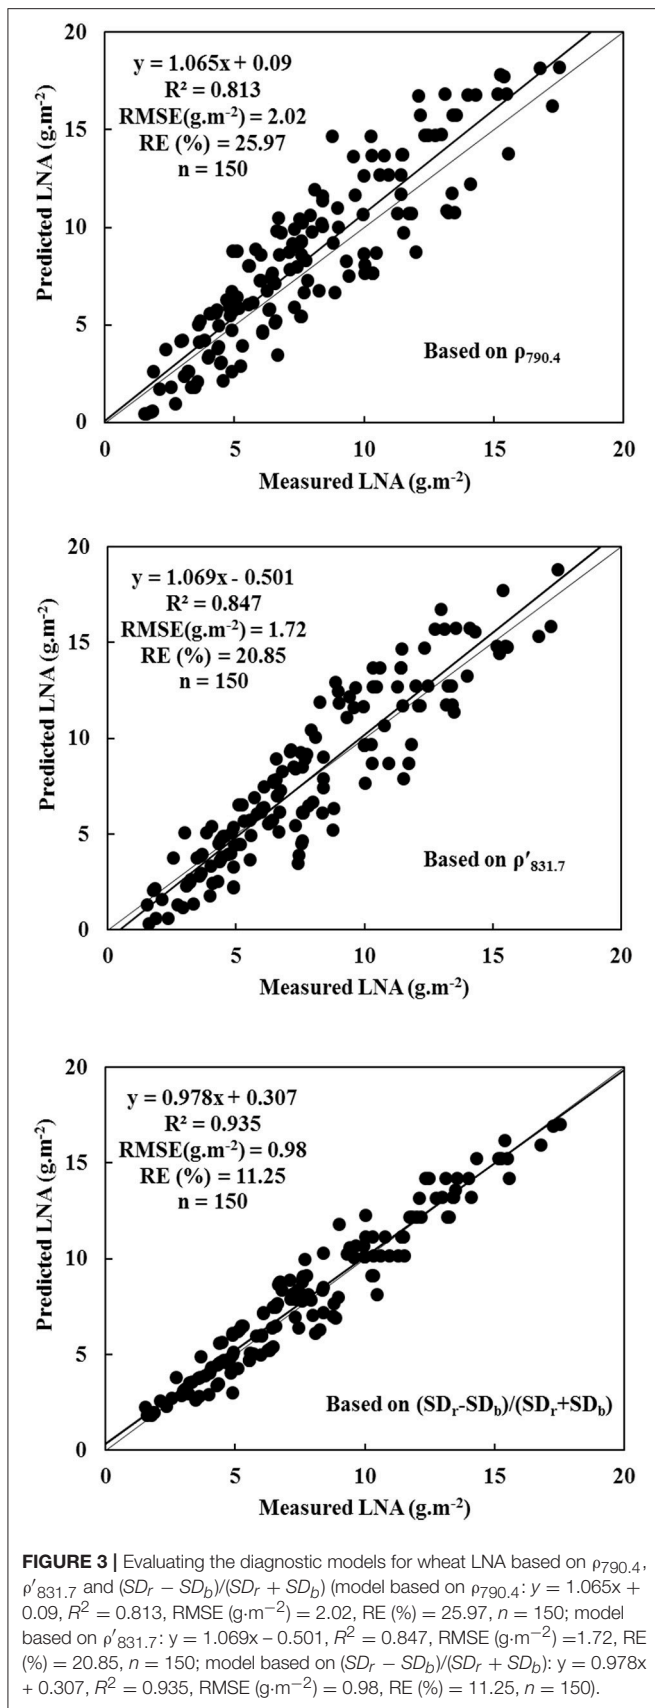 20
15
10
5
0
Predicted LNA (g.m⁻²)
y = 1.065x + 0.09
R² = 0.813
RMSE(g.m⁻²) = 2.02
RE (%) = 25.97
n = 150
Based on ρ₇₉₀.₄
0 5 10 15 20
Measured LNA (g.m⁻²)
20
15
10
5
0
Predicted LNA (g.m⁻²)
y = 1.069x - 0.501
R² = 0.847
RMSE(g.m⁻²) = 1.72
RE (%) = 20.85
n = 150
Based on ρ′₈₃₁.₇
0 5 10 15 20
Measured LNA (g.m⁻²)
20
15
10
5
0
Predicted LNA (g.m⁻²)
y = 0.978x + 0.307
R² = 0.935
RMSE(g.m⁻²) = 0.98
RE (%) = 11.25
n = 150
Based on (SDᵣ-SD_b)/(SDᵣ+SD_b)
0 5 10 15 20
Measured LNA (g.m⁻²)
FIGURE 3 | Evaluating the diagnostic models for wheat LNA based on ρ₇₉₀.₄,
ρ′₈₃₁.₇ and (SDᵣ − SD_b)/(SDᵣ + SD_b) (model based on ρ₇₉₀.₄: y = 1.065x +
0.09, R² = 0.813, RMSE (g·m⁻²) = 2.02, RE (%) = 25.97, n = 150; model
based on ρ′₈₃₁.₇: y = 1.069x – 0.501, R² = 0.847, RMSE (g·m⁻²) =1.72, RE
(%) = 20.85, n = 150; model based on (SDᵣ − SD_b)/(SDᵣ + SD_b): y = 0.978x
+ 0.307, R² = 0.935, RMSE (g·m⁻²) = 0.98, RE (%) = 11.25, n = 150).